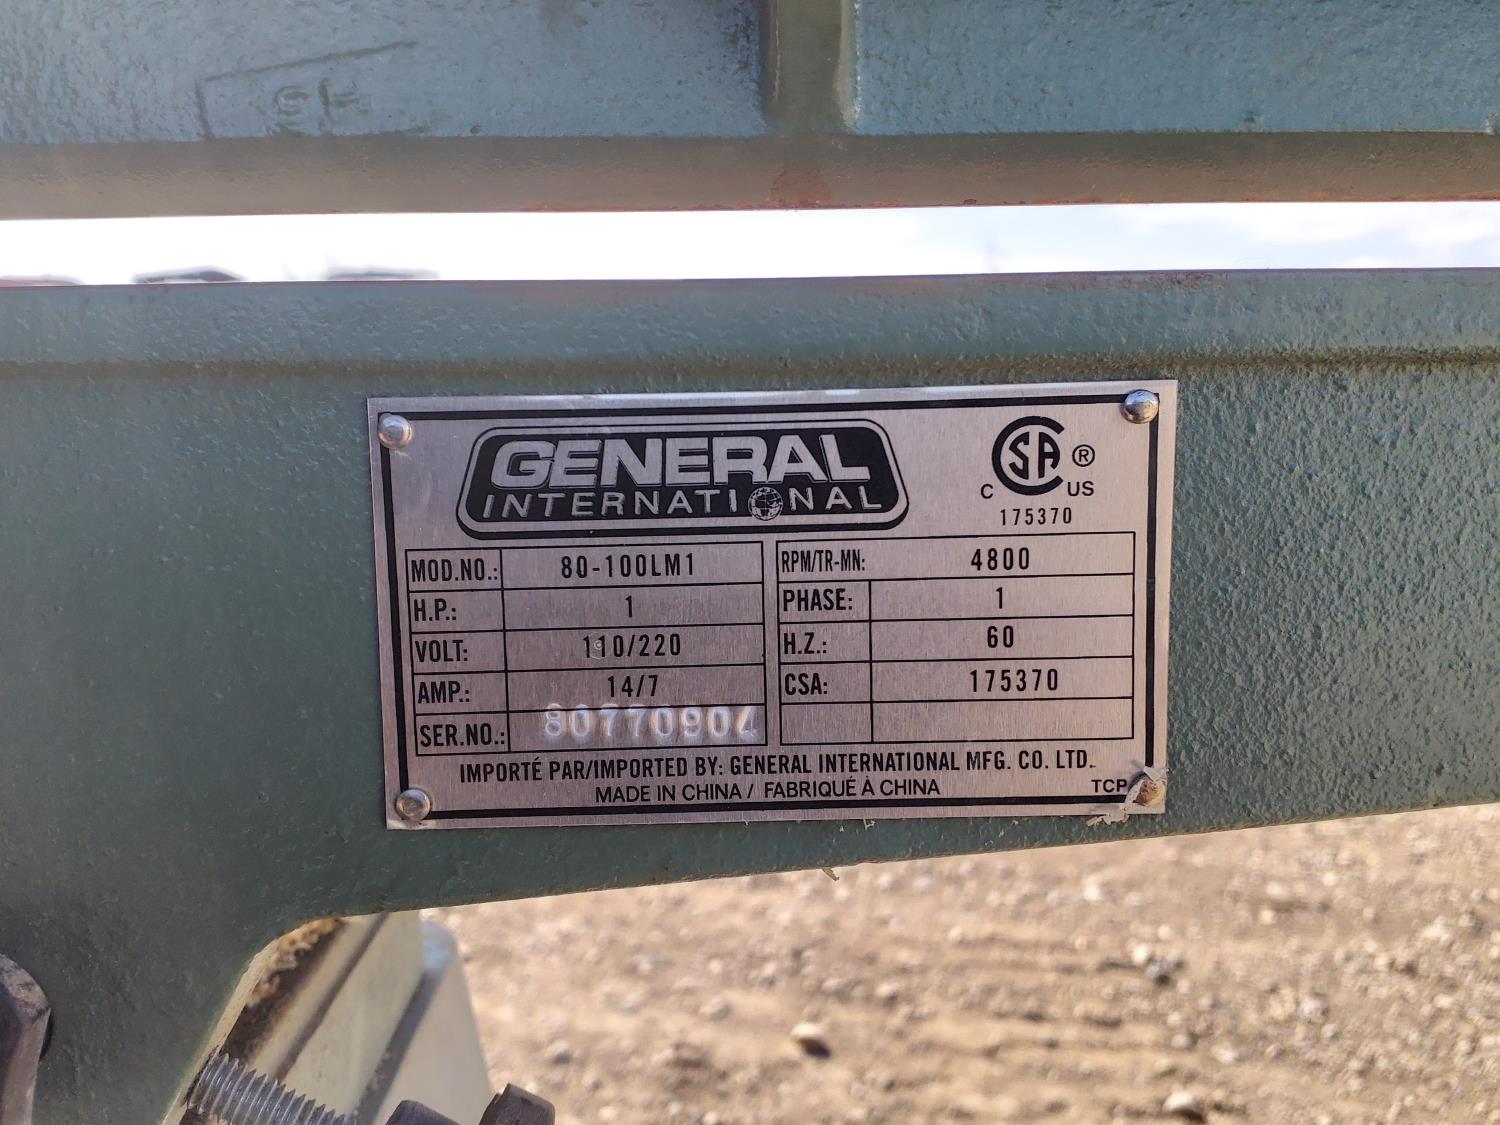 GENERAL
INTERNATIONAL
CSA ®
C US
175370
MOD.NO.: 80-100LM1
H.P.: 1
VOLT: 110/220
AMP.: 14/7
SER.NO.: 80770904
RPM/TR-MN: 4800
PHASE: 1
H.Z.: 60
CSA: 175370
IMPORTÉ PAR/IMPORTED BY: GENERAL INTERNATIONAL MFG. CO. LTD.
MADE IN CHINA / FABRIQUÉ À CHINA
TCP